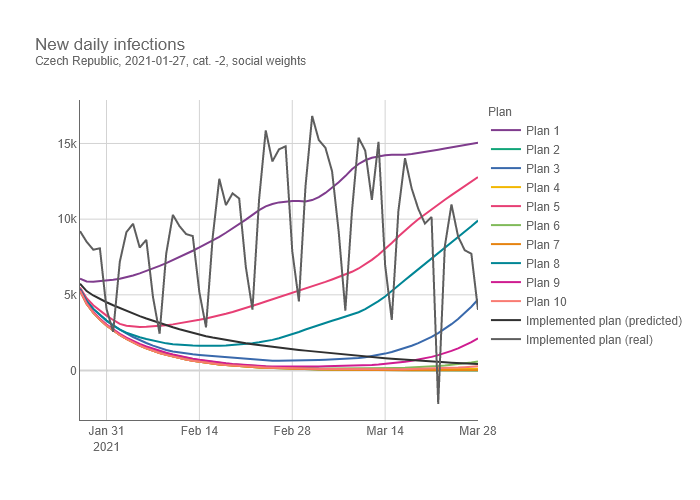 New daily infections
Czech Republic, 2021-01-27, cat. -2, social weights
Plan
Plan 1
Plan 2
Plan 3
Plan 4
Plan 5
Plan 6
Plan 7
Plan 8
Plan 9
Plan 10
Implemented plan (predicted)
Implemented plan (real)
15k
10k
5k
0
Jan 31 Feb 14 Feb 28 Mar 14 Mar 28
2021